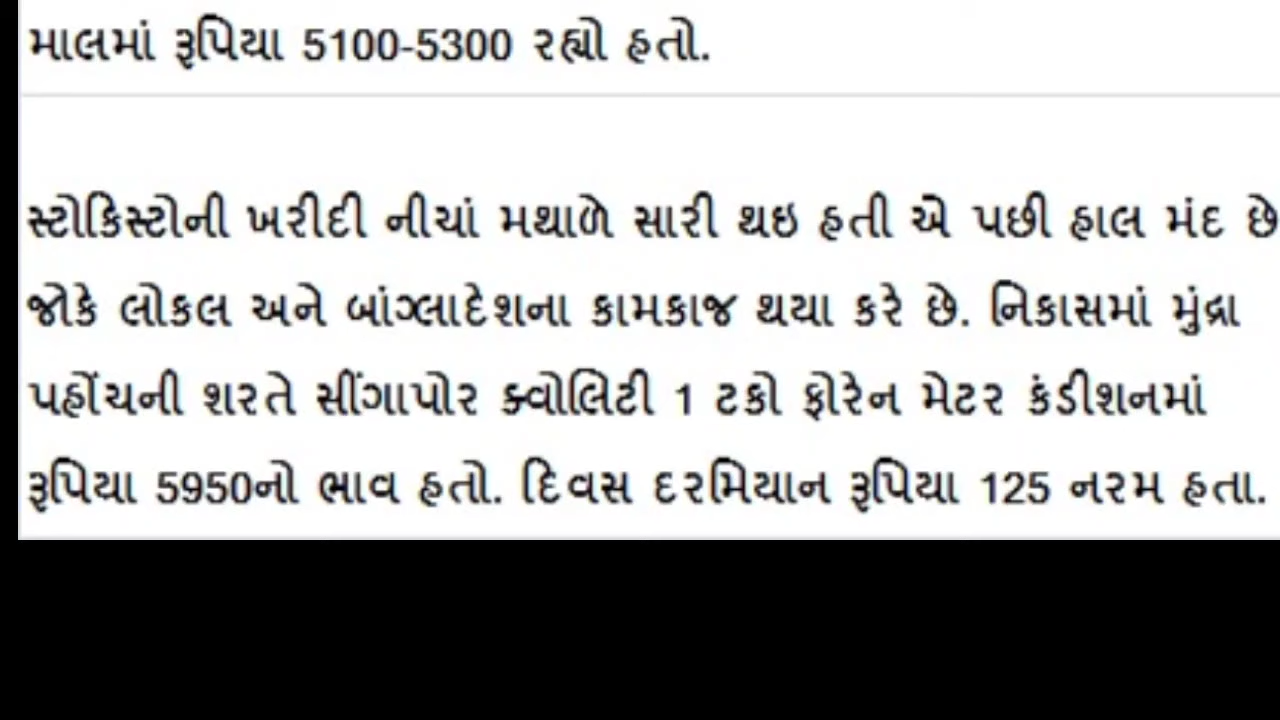 માલમાં રૂપિયા 5100-5300 રહ્યો હતો.
સ્ટોકિસ્ટોની ખરીદી નીચાં મથાળે સારી થઇ હતી એ પછી હાલ મંદ છે
જોકે લોકલ અને બાંગ્લાદેશના કામકાજ થયા કરે છે. નિકાસમાં મુંદ્રા
પહોંચની શરતે સીંગાપોર ક્વોલિટી 1 ટકો ફોરેન મેટર કંડીશનમાં
રૂપિયા 5950નો ભાવ હતો. દિવસ દરમિયાન રૂપિયા 125 નરમ હતા.